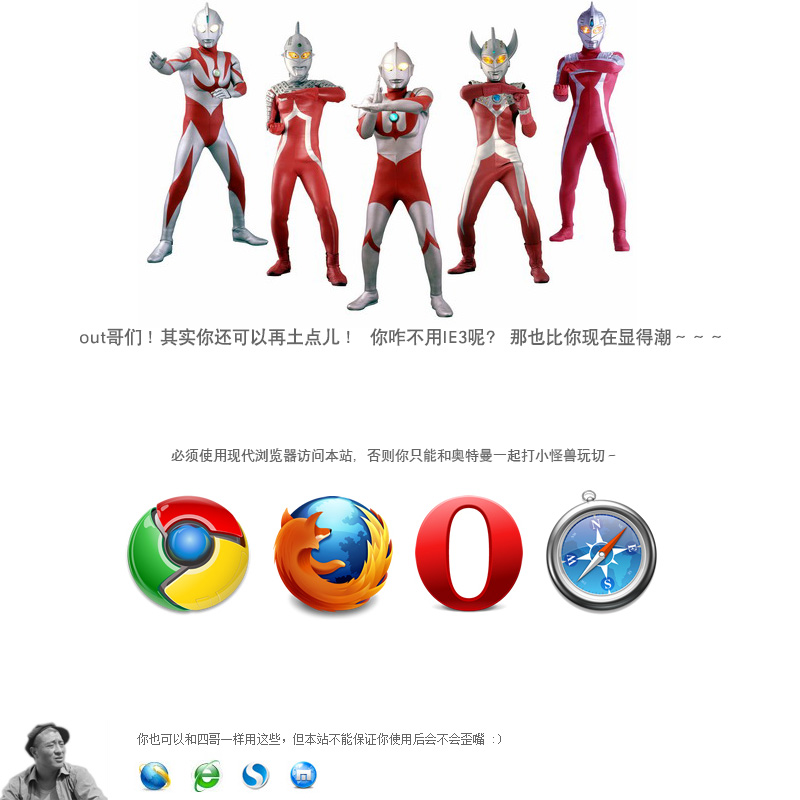 out哥们！其实你还可以再土点儿！ 你咋不用IE3呢? 那也比你现在显得潮~~~
必须使用现代浏览器访问本站, 否则你只能和奥特曼一起打小怪兽玩切~
N
W
E
S
你也可以和四哥一样用这些，但本站不能保证你使用后会不会歪嘴 :）